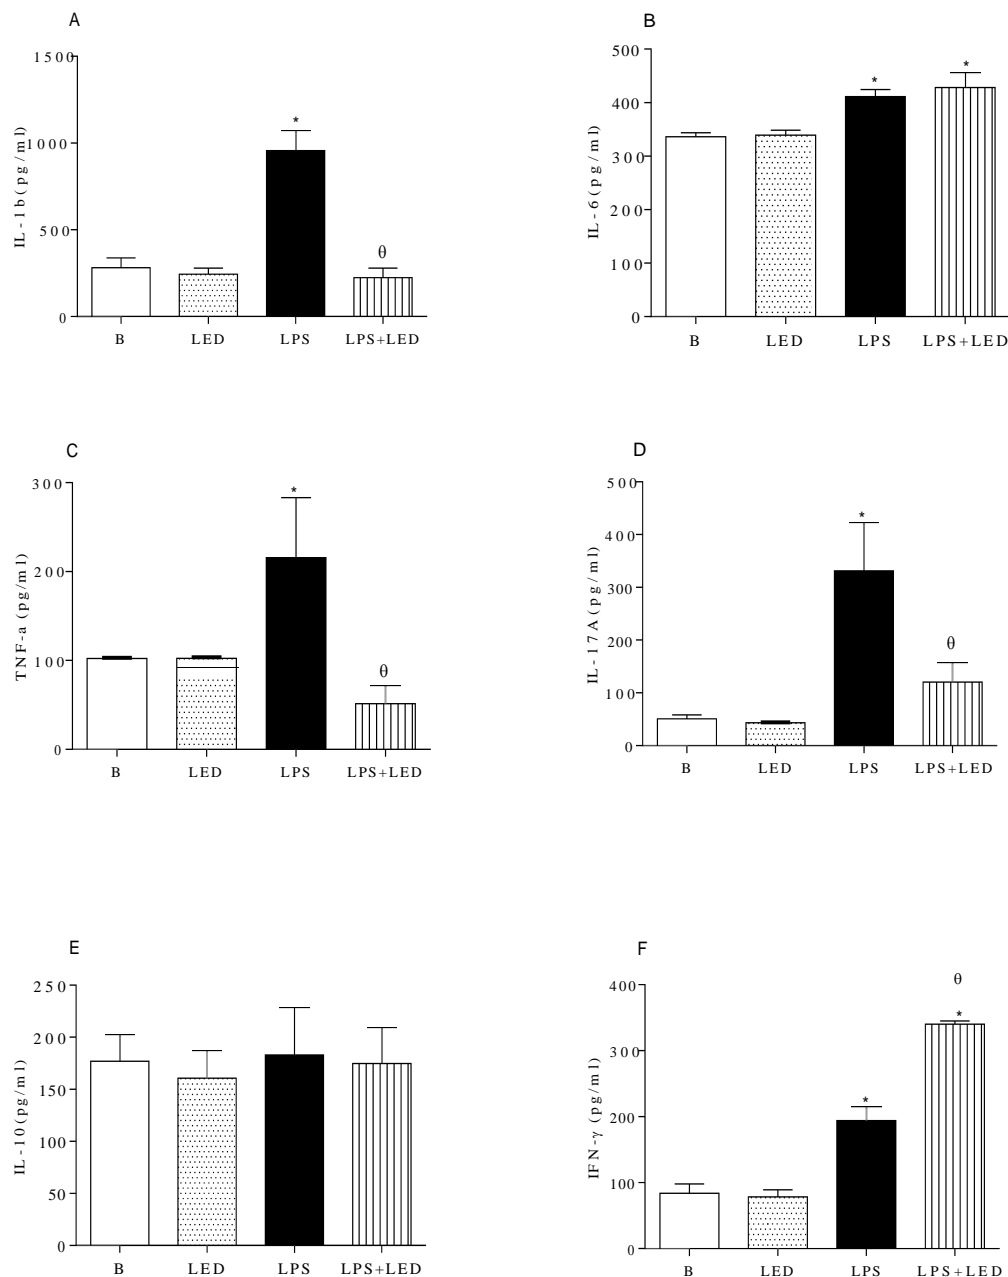 A
B
1500
1000
500
0
IL-1b(pg/ml)
*
θ
B LED LPS LPS+LED
500
400
300
200
100
0
IL-6(pg/ml)
*
*
B LED LPS LPS+LED
C
D
300
200
100
0
TNF-a (pg/ml)
*
θ
B LED LPS LPS+LED
500
400
300
200
100
0
IL-17A(pg/ml)
*
θ
B LED LPS LPS+LED
E
F
250
200
150
100
50
0
IL-10(pg/ml)
B LED LPS LPS+LED
400
300
200
100
0
IFN-γ (pg/ml)
*
θ
*
B LED LPS LPS+LED